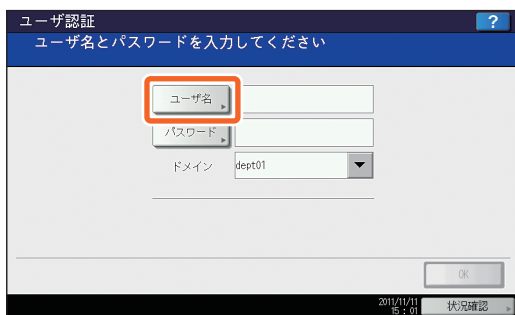 ユーザ認証
?
ユーザ名とパスワードを入力してください
ユーザ名
パスワード
ドメイン dept01
OK
2011/11/11
15 : 01
状況確認